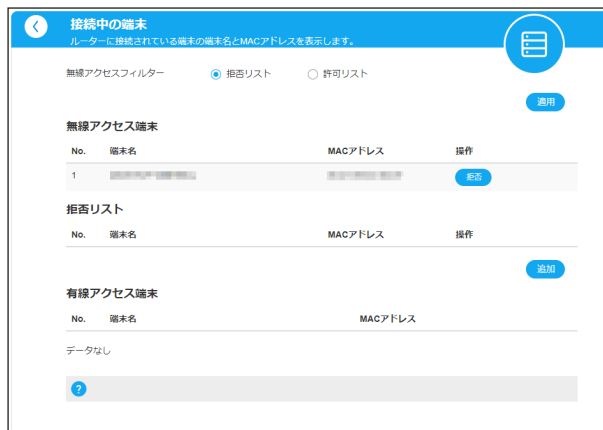 接続中の端末
ルーターに接続されている端末の端末名とMACアドレスを表示します。
無線アクセスフィルター 拒否リスト 許可リスト
適用
無線アクセス端末
No. 端末名 MACアドレス 操作
1 拒否
拒否リスト
No. 端末名 MACアドレス 操作
追加
有線アクセス端末
No. 端末名 MACアドレス
データなし
?